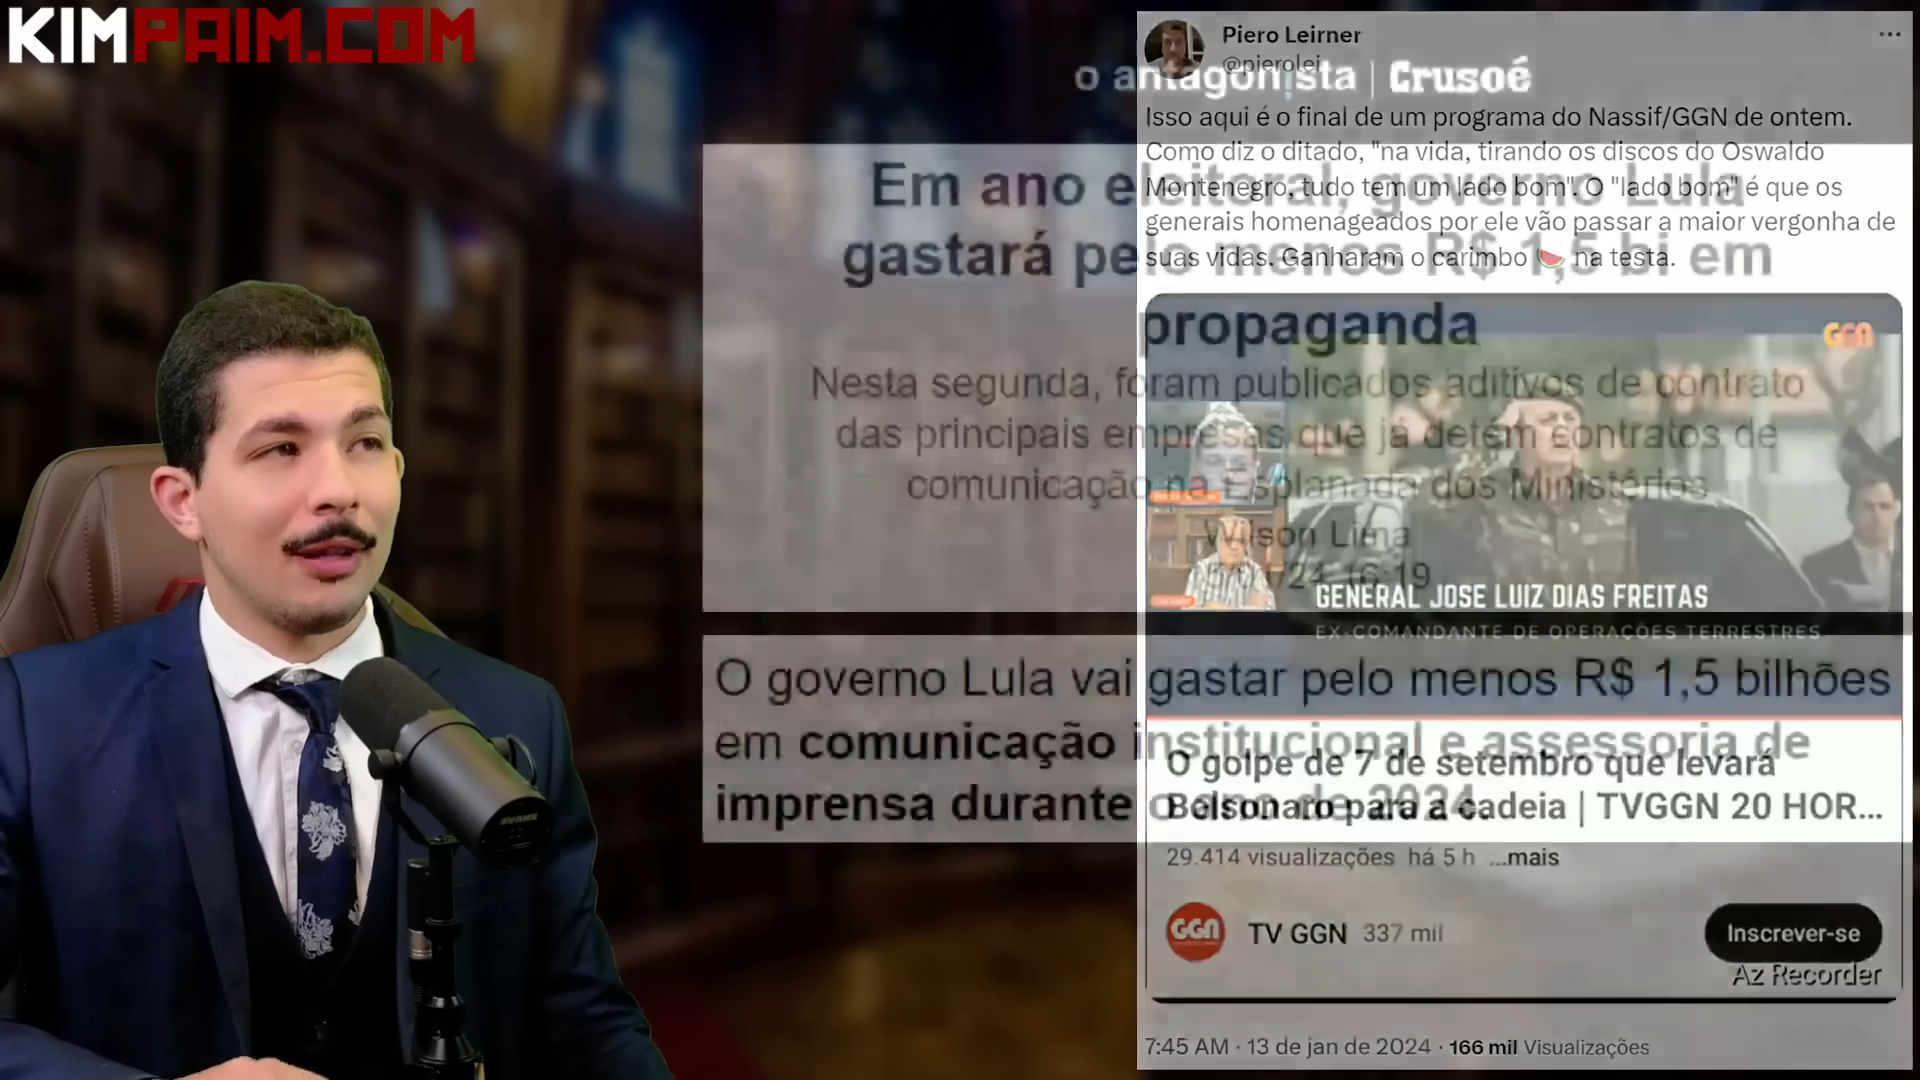 KIMPAIM.COM
o antagonista | Crusoé
Em ano eleitoral, governo Lula
gastará pelo menos R$ 1,5 bi em
propaganda
Nesta segunda, foram publicados aditivos de contrato
das principais empresas que já detêm contratos de
comunicação na Esplanada dos Ministérios
Wilson Lima
24 16:19
O governo Lula vai gastar pelo menos R$ 1,5 bilhões
em comunicação institucional e assessoria de
imprensa durante o ano de 2024.
Piero Leirner
@pierolei
Isso aqui é o final de um programa do Nassif/GGN de ontem.
Como diz o ditado, "na vida, tirando os discos do Oswaldo
Montenegro, tudo tem um lado bom". O "lado bom" é que os
generais homenageados por ele vão passar a maior vergonha de
suas vidas. Ganharam o carimbo 🍉 na testa.
GGN
GENERAL JOSE LUIZ DIAS FREITAS
EX-COMANDANTE DE OPERAÇÕES TERRESTRES
O golpe de 7 de setembro que levará
Bolsonaro para a cadeia | TVGGN 20 HOR...
29.414 visualizações há 5 h ...mais
GGN TV GGN 337 mil
Inscrever-se
Az Recorder
7:45 AM · 13 de jan de 2024 · 166 mil Visualizações